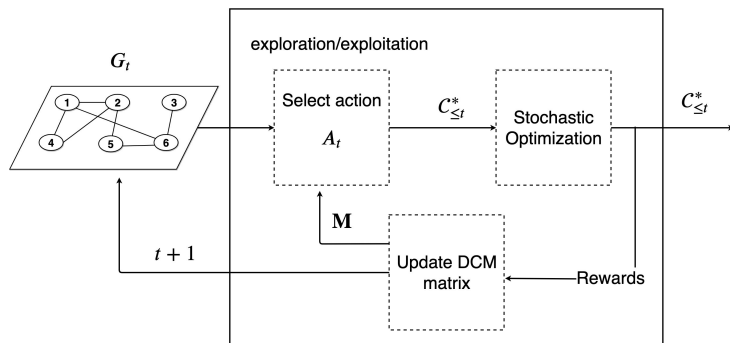 exploration/exploitation
G_t
1 2 3
4 5 6
Select action
A_t
C^*_{≤t}
Stochastic
Optimization
C^*_{≤t}
M
t + 1
Update DCM
matrix
Rewards